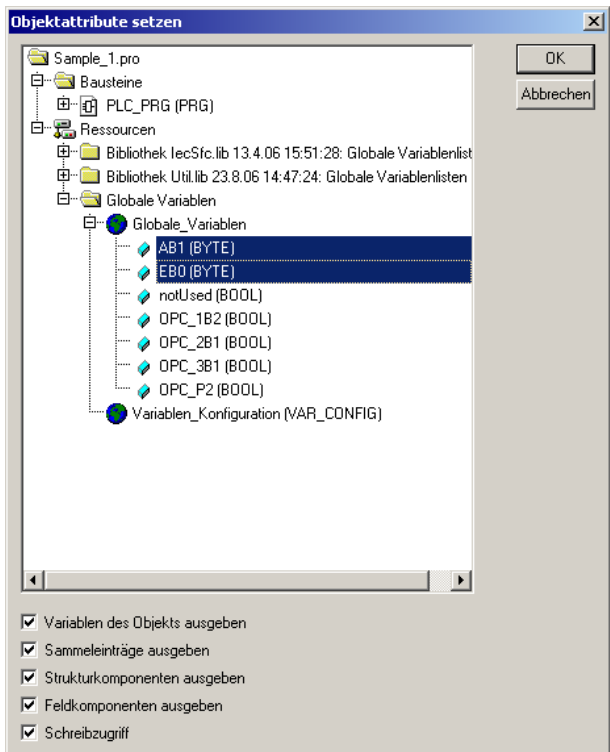 Objektattribute setzen
OK
Abbrechen
Sample_1.pro
Bausteine
PLC_PRG (PRG)
Ressourcen
Bibliothek IecSfc.lib 13.4.06 15:51:28: Globale Variablenlist
Bibliothek Util.lib 23.8.06 14:47:24: Globale Variablenlisten
Globale Variablen
Globale_Variablen
AB1 (BYTE)
EB0 (BYTE)
notUsed (BOOL)
OPC_1B2 (BOOL)
OPC_2B1 (BOOL)
OPC_3B1 (BOOL)
OPC_P2 (BOOL)
Variablen_Konfiguration (VAR_CONFIG)
Variablen des Objekts ausgeben
Sammeleinträge ausgeben
Strukturkomponenten ausgeben
Feldkomponenten ausgeben
Schreibzugriff